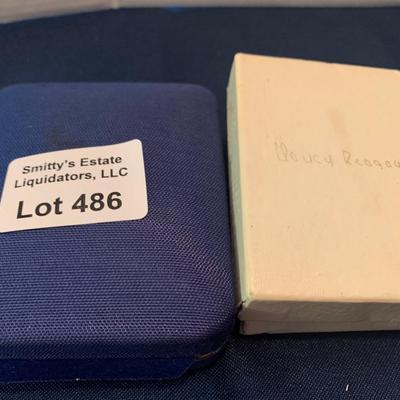 Smitty's Estate
Liquidators, LLC
Lot 486
Nancy Reagan